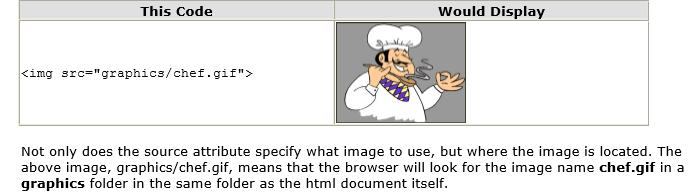 This Code Would Display
<img src="graphics/chef.gif">
Not only does the source attribute specify what image to use, but where the image is located. The
above image, graphics/chef.gif, means that the browser will look for the image name chef.gif in a
graphics folder in the same folder as the html document itself.